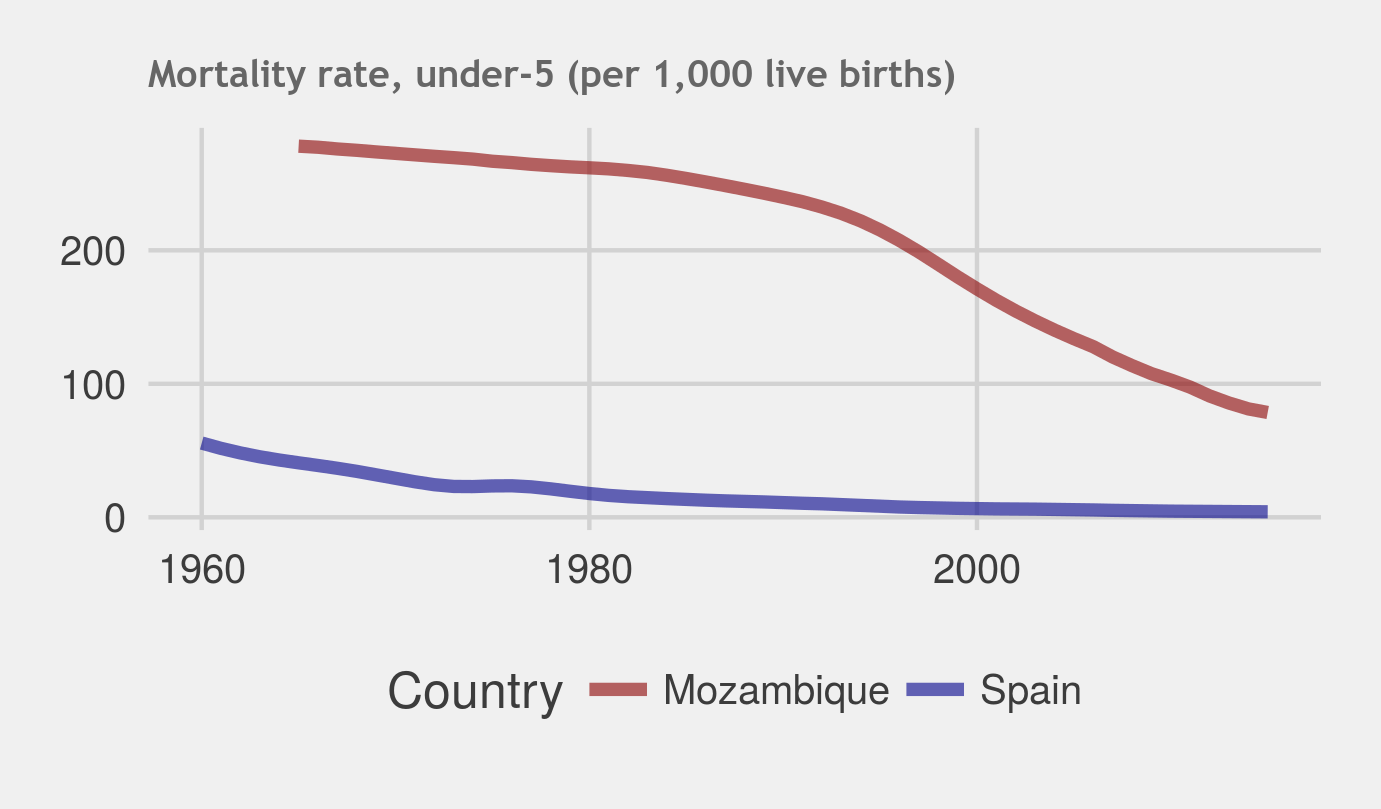 Mortality rate, under-5 (per 1,000 live births)
200
100
0
1960 1980 2000
Country Mozambique Spain